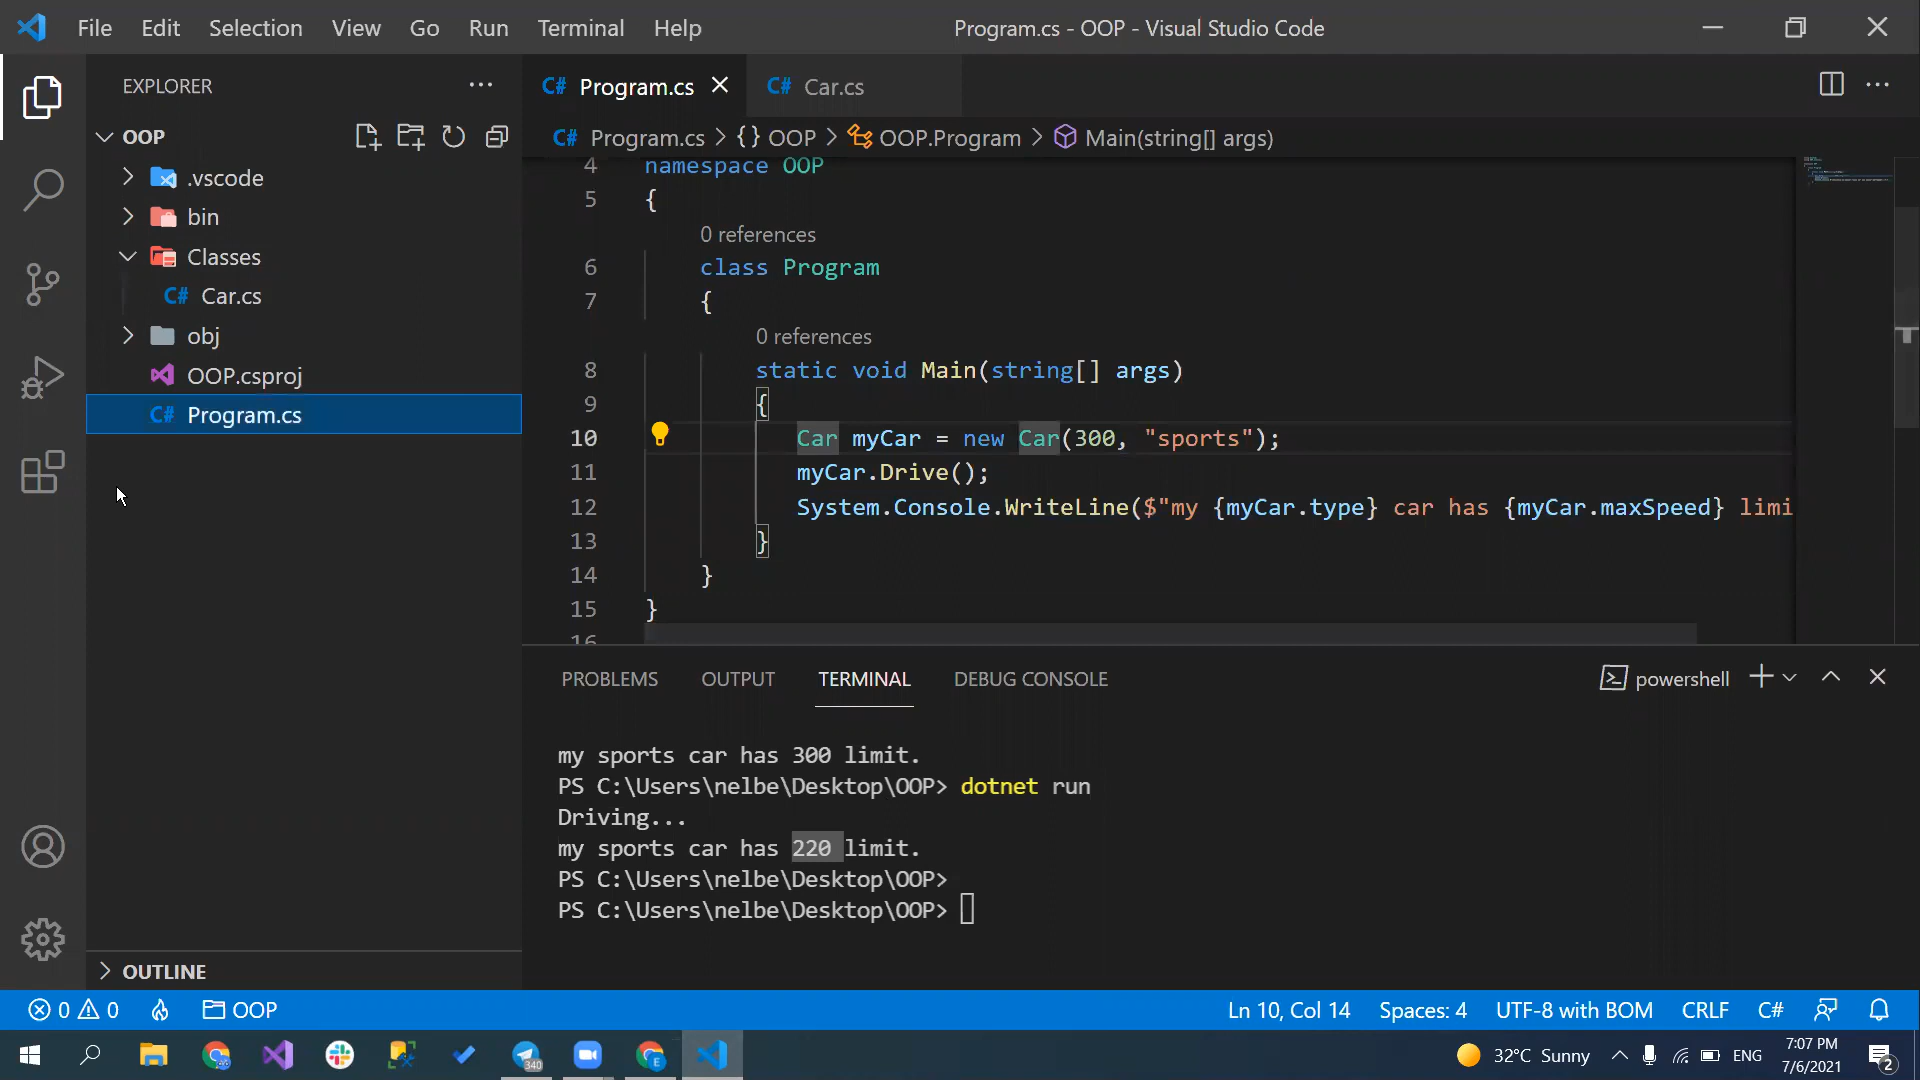 File Edit Selection View Go Run Terminal Help
Program.cs - OOP - Visual Studio Code
EXPLORER
OOP
.vscode
bin
Classes
C# Car.cs
obj
OOP.csproj
C# Program.cs
OUTLINE
C# Program.cs C# Car.cs
C# Program.cs > {} OOP > OOP.Program > Main(string[] args)
4 namespace OOP
5 {
0 references
6 class Program
7 {
0 references
8 static void Main(string[] args)
9 {
10 Car myCar = new Car(300, "sports");
11 myCar.Drive();
12 System.Console.WriteLine($"my {myCar.type} car has {myCar.maxSpeed} limi
13 }
14 }
15 }
16
PROBLEMS OUTPUT TERMINAL DEBUG CONSOLE
powershell
my sports car has 300 limit.
PS C:\Users\nelbe\Desktop\OOP> dotnet run
Driving...
my sports car has 220 limit.
PS C:\Users\nelbe\Desktop\OOP>
PS C:\Users\nelbe\Desktop\OOP>
0 0 OOP
Ln 10, Col 14 Spaces: 4 UTF-8 with BOM CRLF C#
340 E
32°C Sunny
ENG
7:07 PM
7/6/2021
2